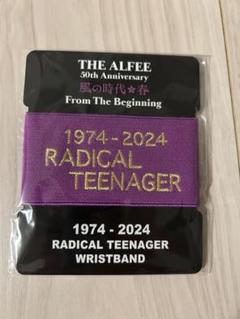 THE ALFEE
50th Anniversary
風の時代★春
From The Beginning
1974-2024
RADICAL
TEENAGER
1974 - 2024
RADICAL TEENAGER
WRISTBAND